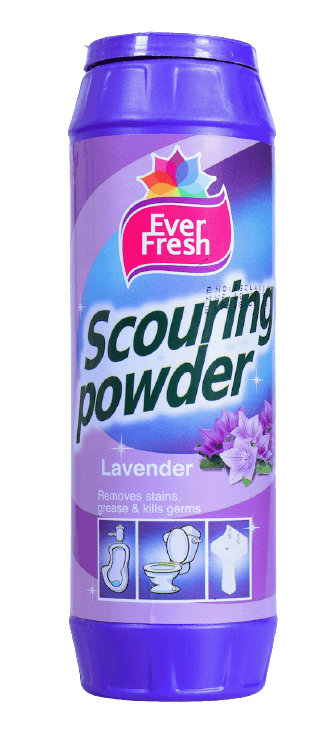 Ever
Fresh
Scouring
powder
Lavender
Removes stains,
grease & kills germs